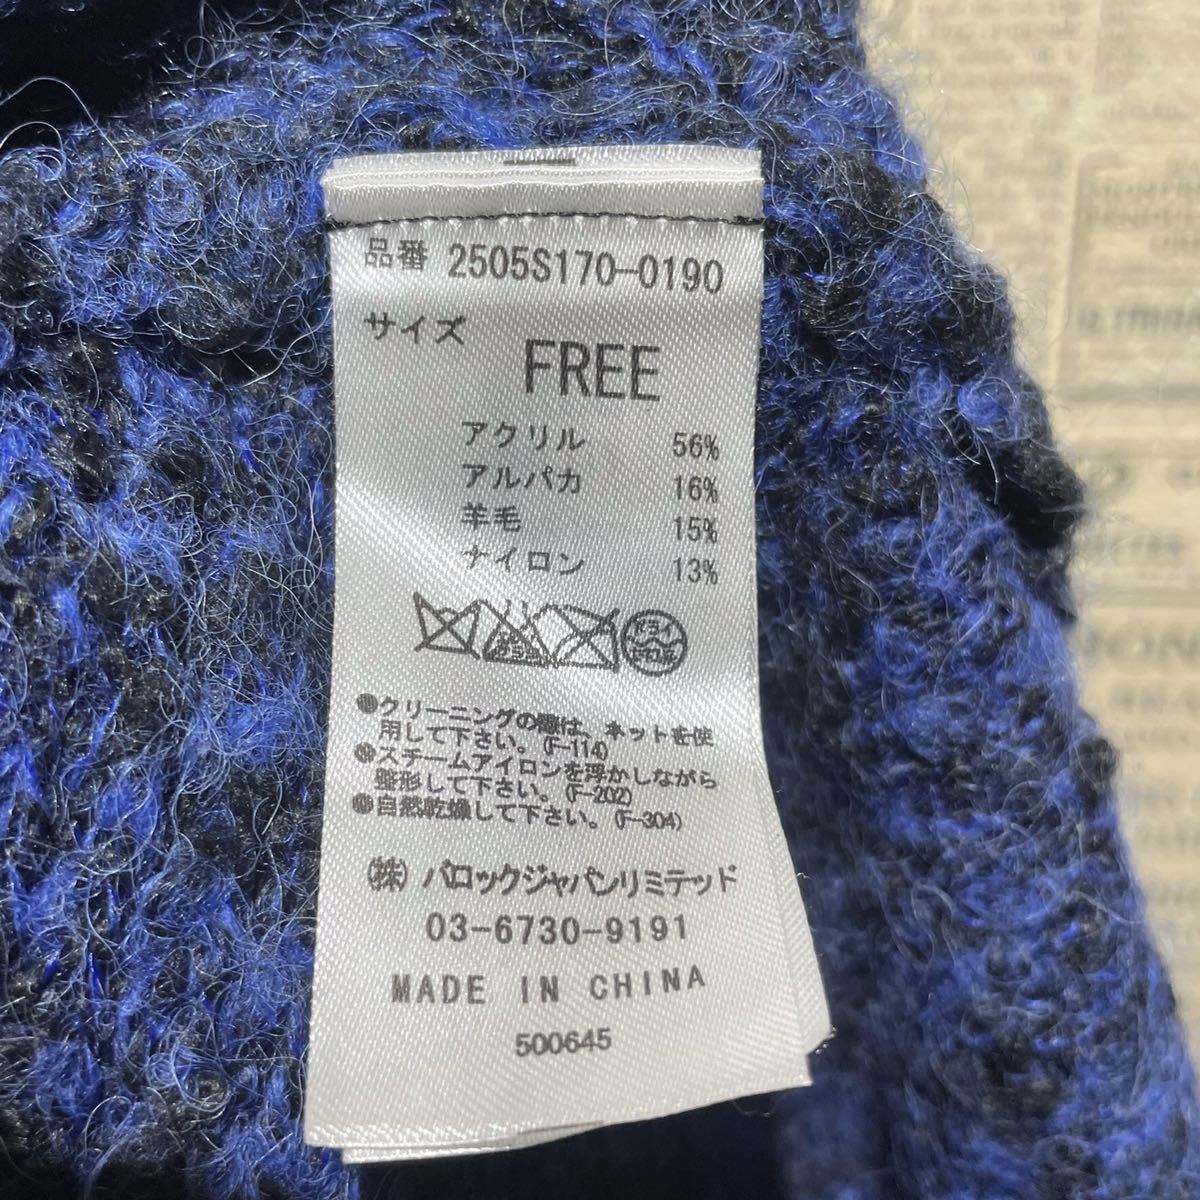 品番 2505S170-0190
サイズ
FREE
アクリル 56%
アルパカ 16%
羊毛 15%
ナイロン 13%
ドライ
●クリーニングの際は、ネットを使
用して下さい。(F-114)
●スチームアイロンを浮かしながら
整形して下さい。(F-202)
●自然乾燥して下さい。(F-304)
(株)バロックジャパンリミテッド
03-6730-9191
MADE IN CHINA
500645